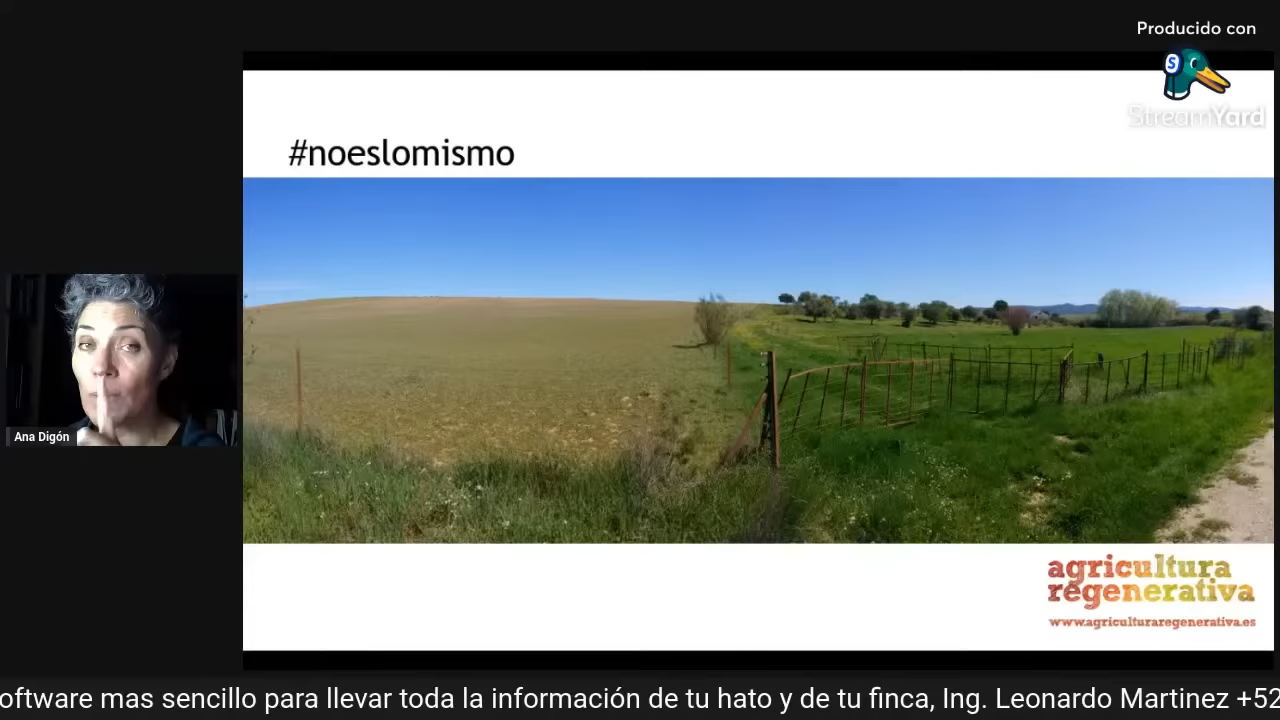 Producido con
StreamYard
#noeslomismo
Ana Digón
agricultura
regenerativa
www.agriculturaregenerativa.es
oftware mas sencillo para llevar toda la información de tu hato y de tu finca, Ing. Leonardo Martinez +52